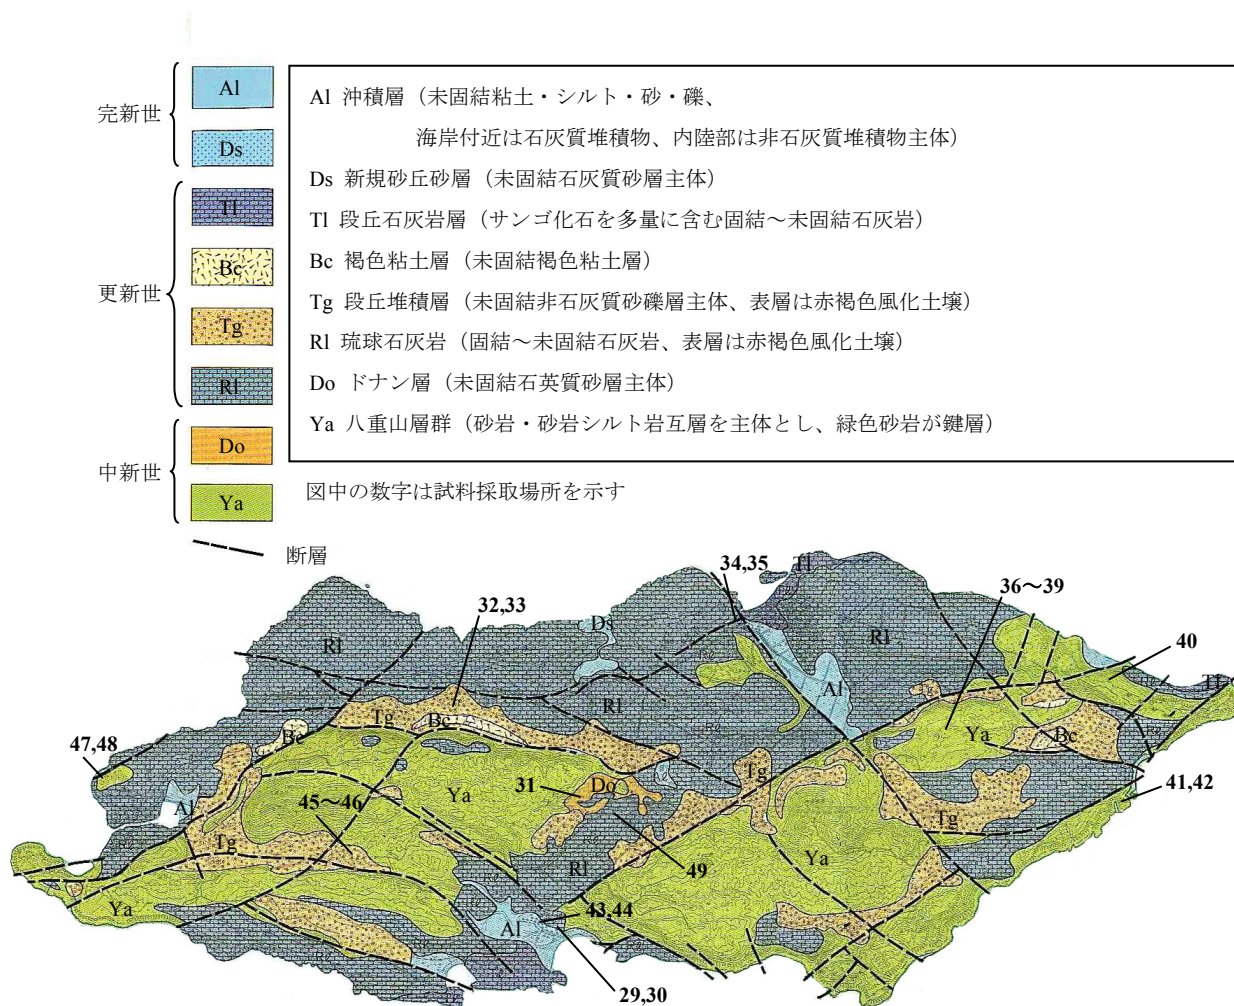 完新世
更新世
中新世
Al
Ds
Tl
Bc
Tg
Rl
Do
Ya
Al 沖積層（未固結粘土・シルト・砂・礫、
海岸付近は石灰質堆積物、内陸部は非石灰質堆積物主体）
Ds 新規砂丘砂層（未固結石灰質砂層主体）
Tl 段丘石灰岩層（サンゴ化石を多量に含む固結～未固結石灰岩）
Bc 褐色粘土層（未固結褐色粘土層）
Tg 段丘堆積層（未固結非石灰質砂礫層主体、表層は赤褐色風化土壌）
Rl 琉球石灰岩（固結～未固結石灰岩、表層は赤褐色風化土壌）
Do ドナン層（未固結石英質砂層主体）
Ya 八重山層群（砂岩・砂岩シルト岩互層を主体とし、緑色砂岩が鍵層）
図中の数字は試料採取場所を示す
断層
34,35
Tl
36～39
32,33
Ds
Rl
Rl
40
Tl
Al
Tg
Bc
Rl
Bc
Ya
Bc
47,48
Tg
31
Do
Ya
41,42
Al
45～46
Tg
Tg
Ya
Rl
49
Ya
43,44
Al
29,30